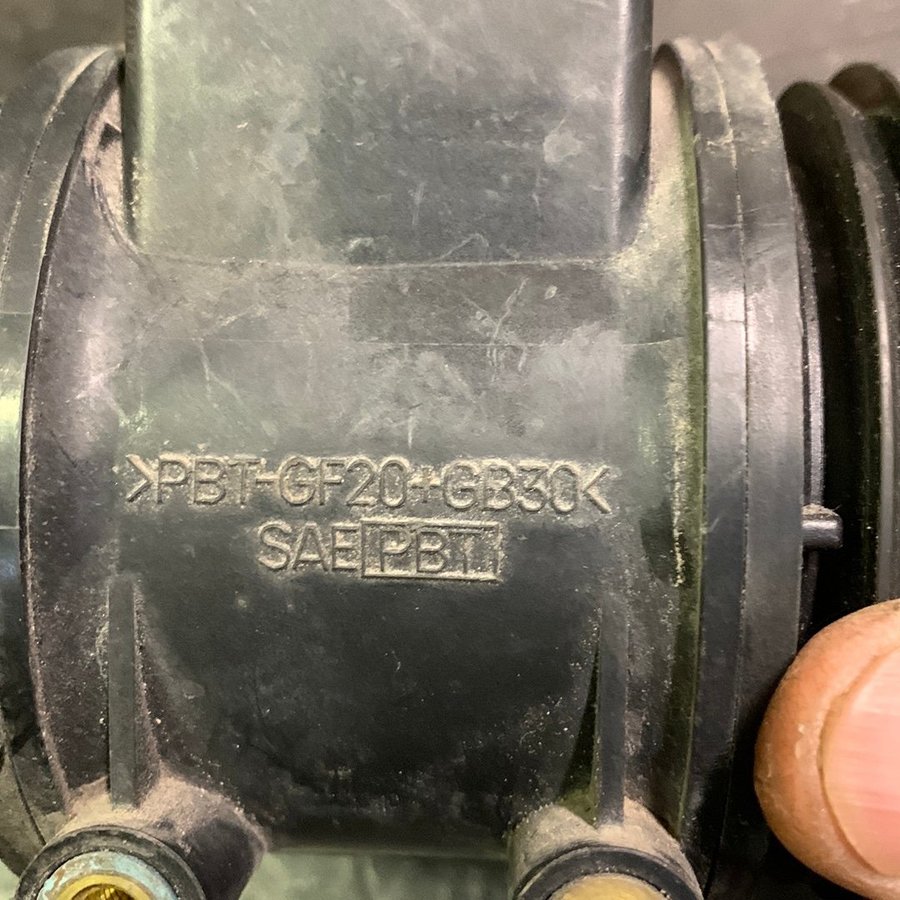 >PBT-GF20+GB30<
SAE PBT